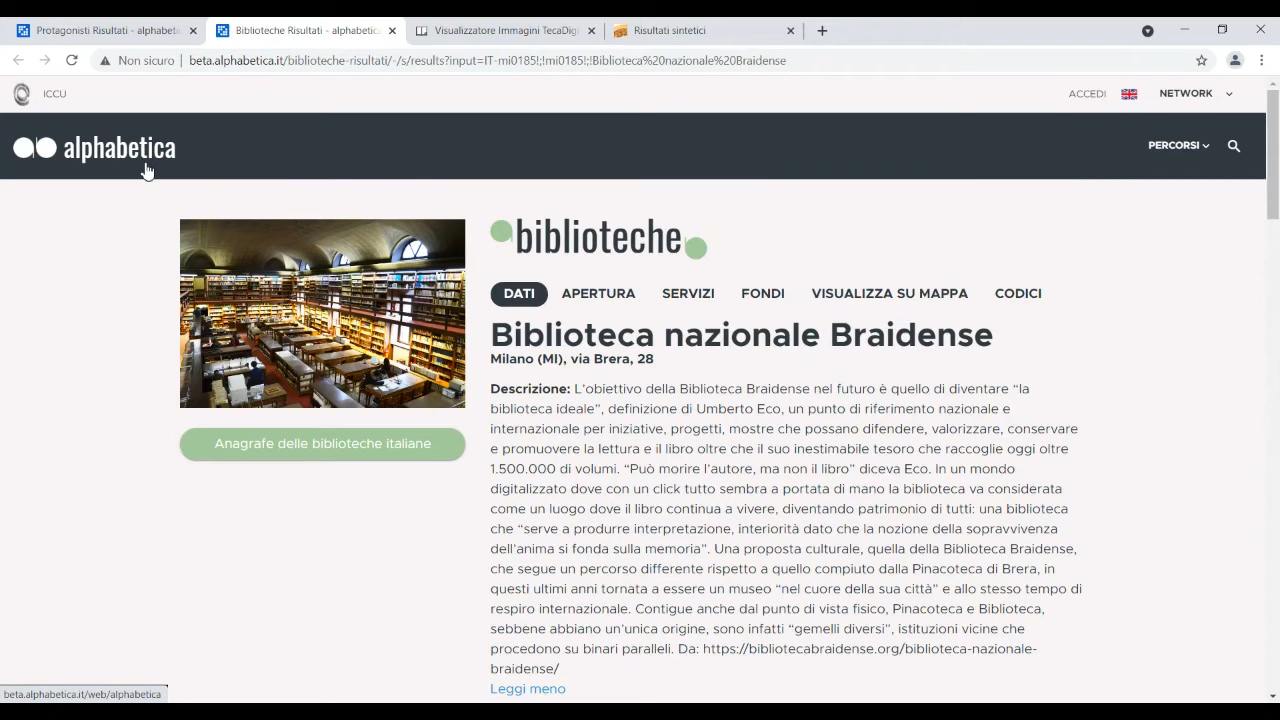 Protagonisti Risultati - alphabeti
Biblioteche Risultati - alphabetic
Visualizzatore Immagini TecaDigi
Risultati sintetici
Non sicuro
beta.alphabetica.it/biblioteche-risultati/-/s/results?input=IT-mi0185!;!mi0185!;!Biblioteca%20nazionale%20Braidense
ICCU
ACCEDI
NETWORK
alphabetica
PERCORSI
biblioteche
DATI
APERTURA
SERVIZI
FONDI
VISUALIZZA SU MAPPA
CODICI
Biblioteca nazionale Braidense
Milano (MI), via Brera, 28
Descrizione: L'obiettivo della Biblioteca Braidense nel futuro è quello di diventare "la
biblioteca ideale", definizione di Umberto Eco, un punto di riferimento nazionale e
internazionale per iniziative, progetti, mostre che possano difendere, valorizzare, conservare
e promuovere la lettura e il libro oltre che il suo inestimabile tesoro che raccoglie oggi oltre
1.500.000 di volumi. "Può morire l'autore, ma non il libro" diceva Eco. In un mondo
digitalizzato dove con un click tutto sembra a portata di mano la biblioteca va considerata
come un luogo dove il libro continua a vivere, diventando patrimonio di tutti: una biblioteca
che "serve a produrre interpretazione, interiorità dato che la nozione della sopravvivenza
dell'anima si fonda sulla memoria". Una proposta culturale, quella della Biblioteca Braidense,
che segue un percorso differente rispetto a quello compiuto dalla Pinacoteca di Brera, in
questi ultimi anni tornata a essere un museo "nel cuore della sua città" e allo stesso tempo di
respiro internazionale. Contigue anche dal punto di vista fisico, Pinacoteca e Biblioteca,
sebbene abbiano un'unica origine, sono infatti "gemelli diversi", istituzioni vicine che
procedono su binari paralleli. Da: https://bibliotecabraidense.org/biblioteca-nazionale-
braidense/
Leggi meno
Anagrafe delle biblioteche italiane
beta.alphabetica.it/web/alphabetica